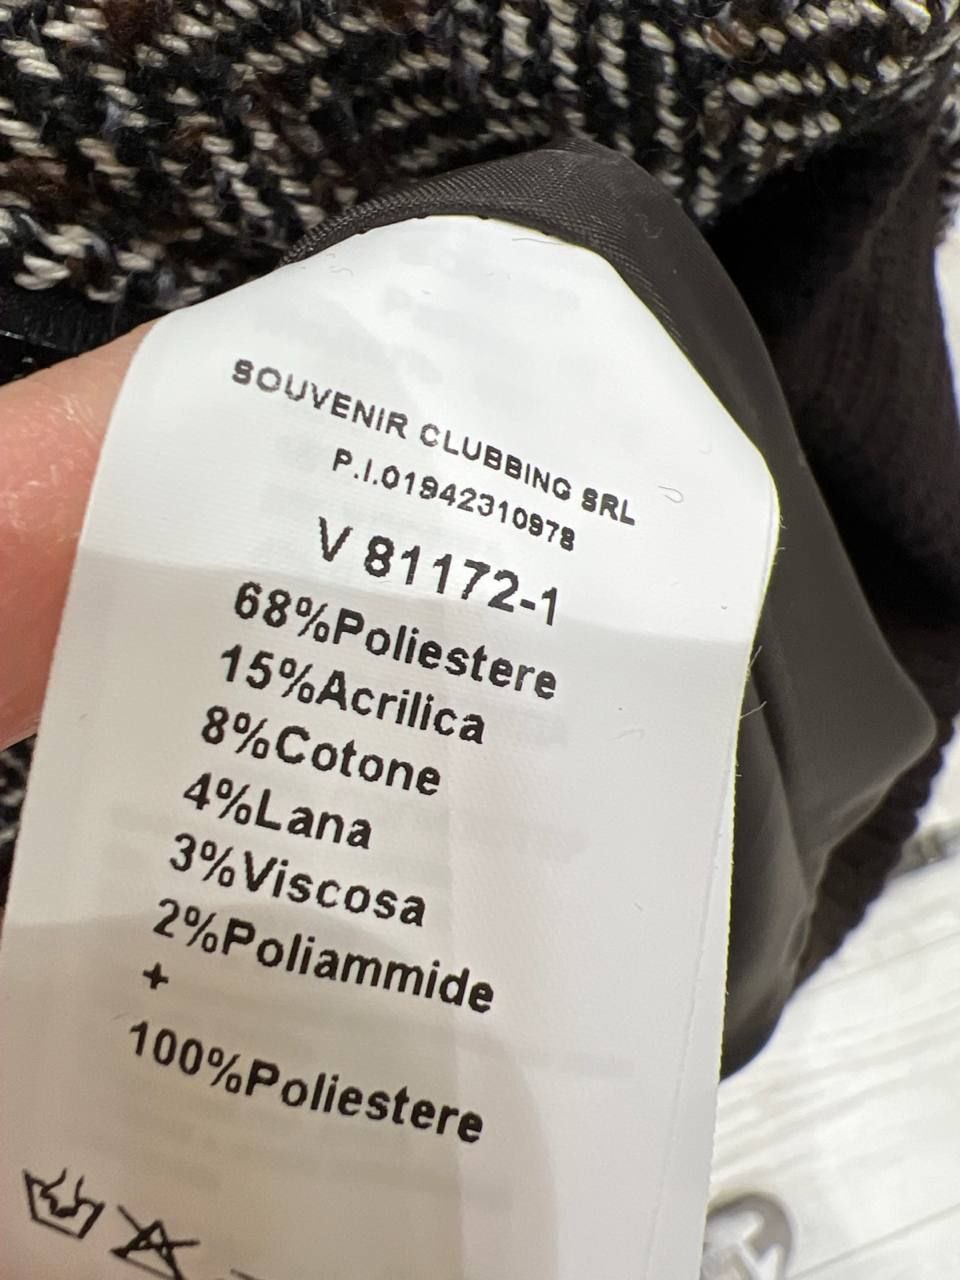 SOUVENIR CLUBBING SRL
P.I.01942310978
V 81172-1
68%Poliestere
15%Acrilica
8%Cotone
4%Lana
3%Viscosa
2%Poliammide
+
100%Poliestere